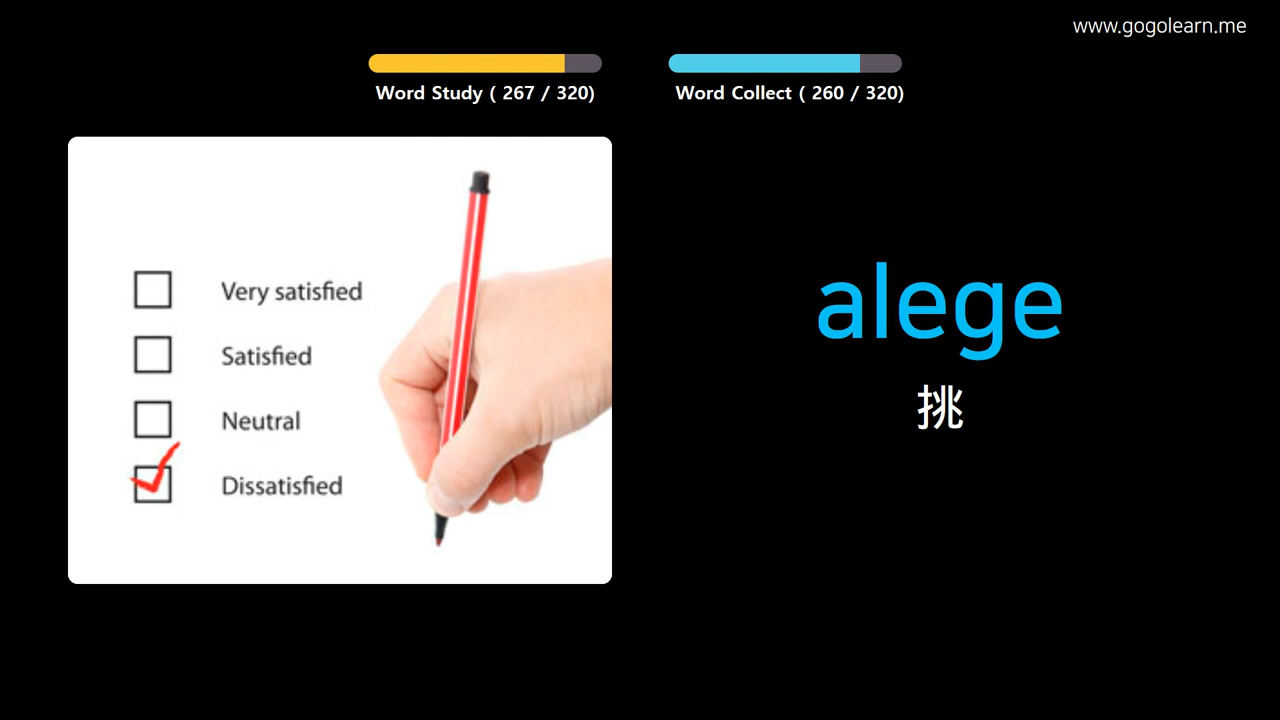 www.gogolearn.me
Word Study ( 267 / 320)
Word Collect ( 260 / 320)
Very satisfied
Satisfied
Neutral
Dissatisfied
alege
挑